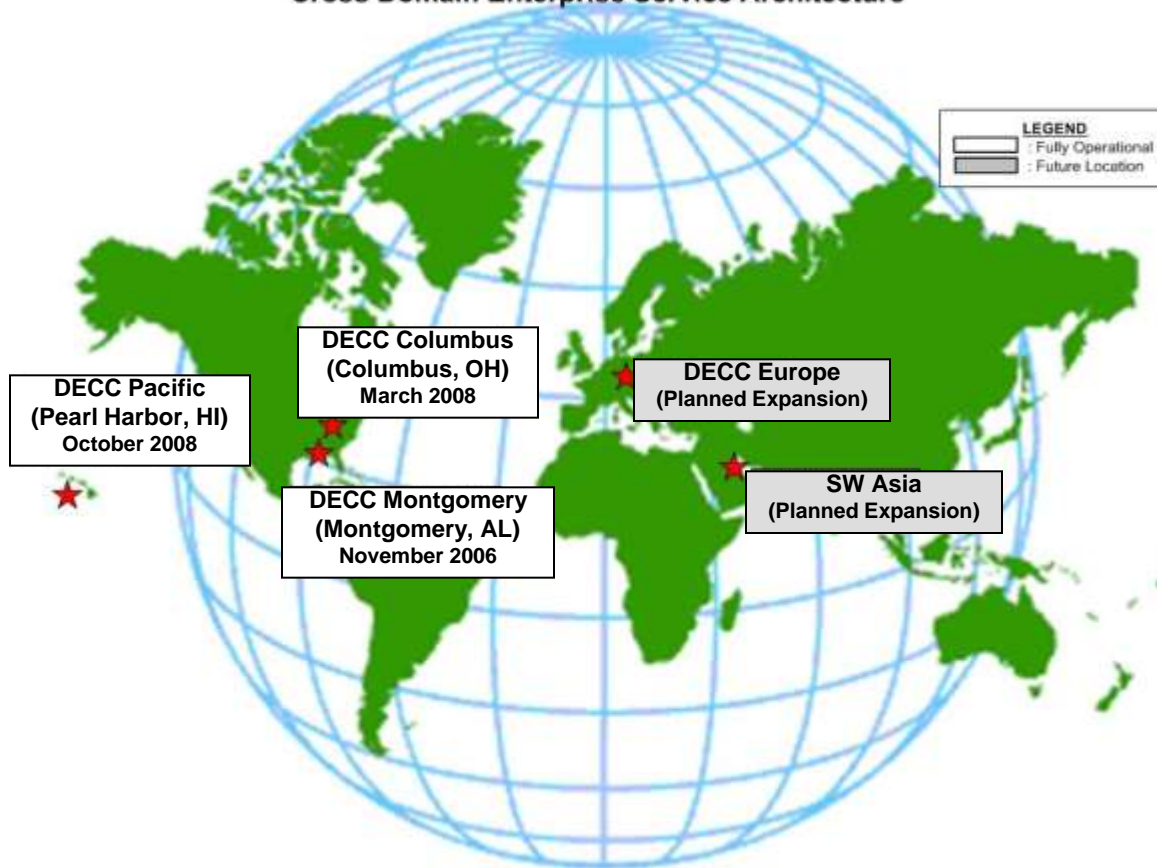 Cross Domain Enterprise Service Architecture
LEGEND
: Fully Operational
: Future Location
DECC Columbus
(Columbus, OH)
March 2008
DECC Pacific
(Pearl Harbor, HI)
October 2008
DECC Europe
(Planned Expansion)
SW Asia
(Planned Expansion)
DECC Montgomery
(Montgomery, AL)
November 2006